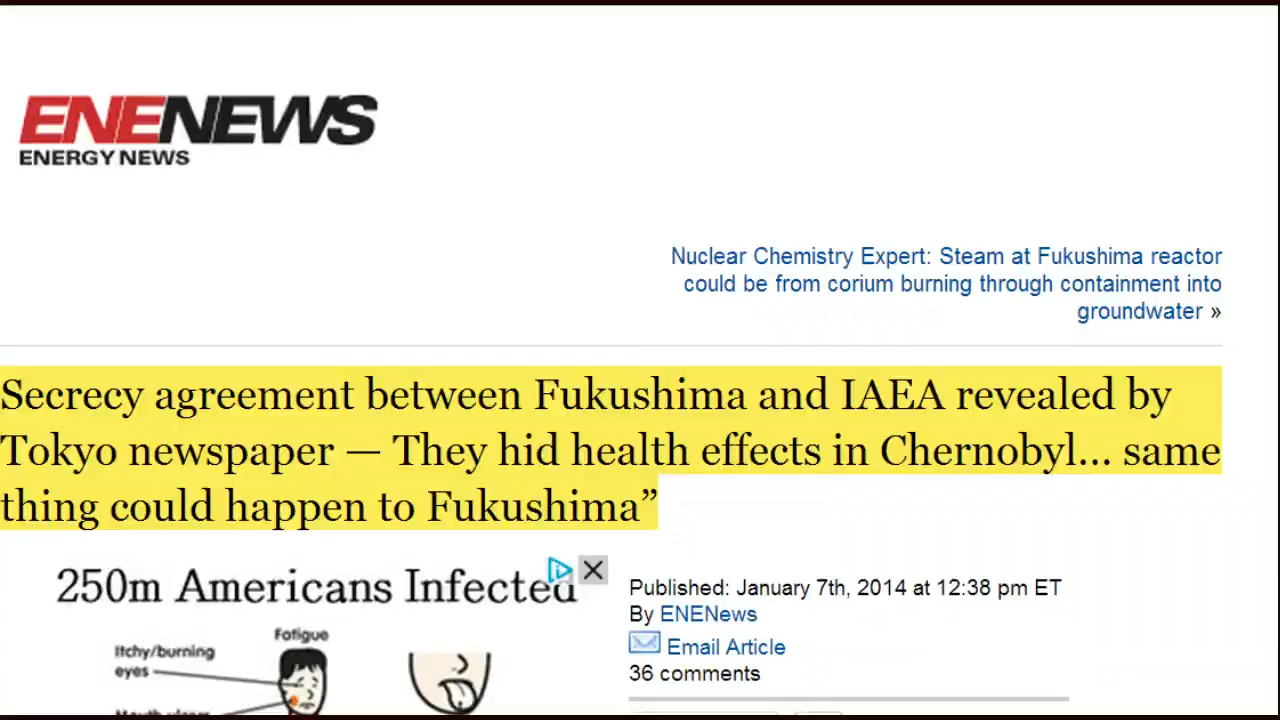 ENENEWS
ENERGY NEWS
Nuclear Chemistry Expert: Steam at Fukushima reactor
could be from corium burning through containment into
groundwater »
Secrecy agreement between Fukushima and IAEA revealed by
Tokyo newspaper — They hid health effects in Chernobyl... same
thing could happen to Fukushima”
250m Americans Infected
Fatigue
Itchy/burning
eyes
Published: January 7th, 2014 at 12:38 pm ET
By ENENews
Email Article
36 comments